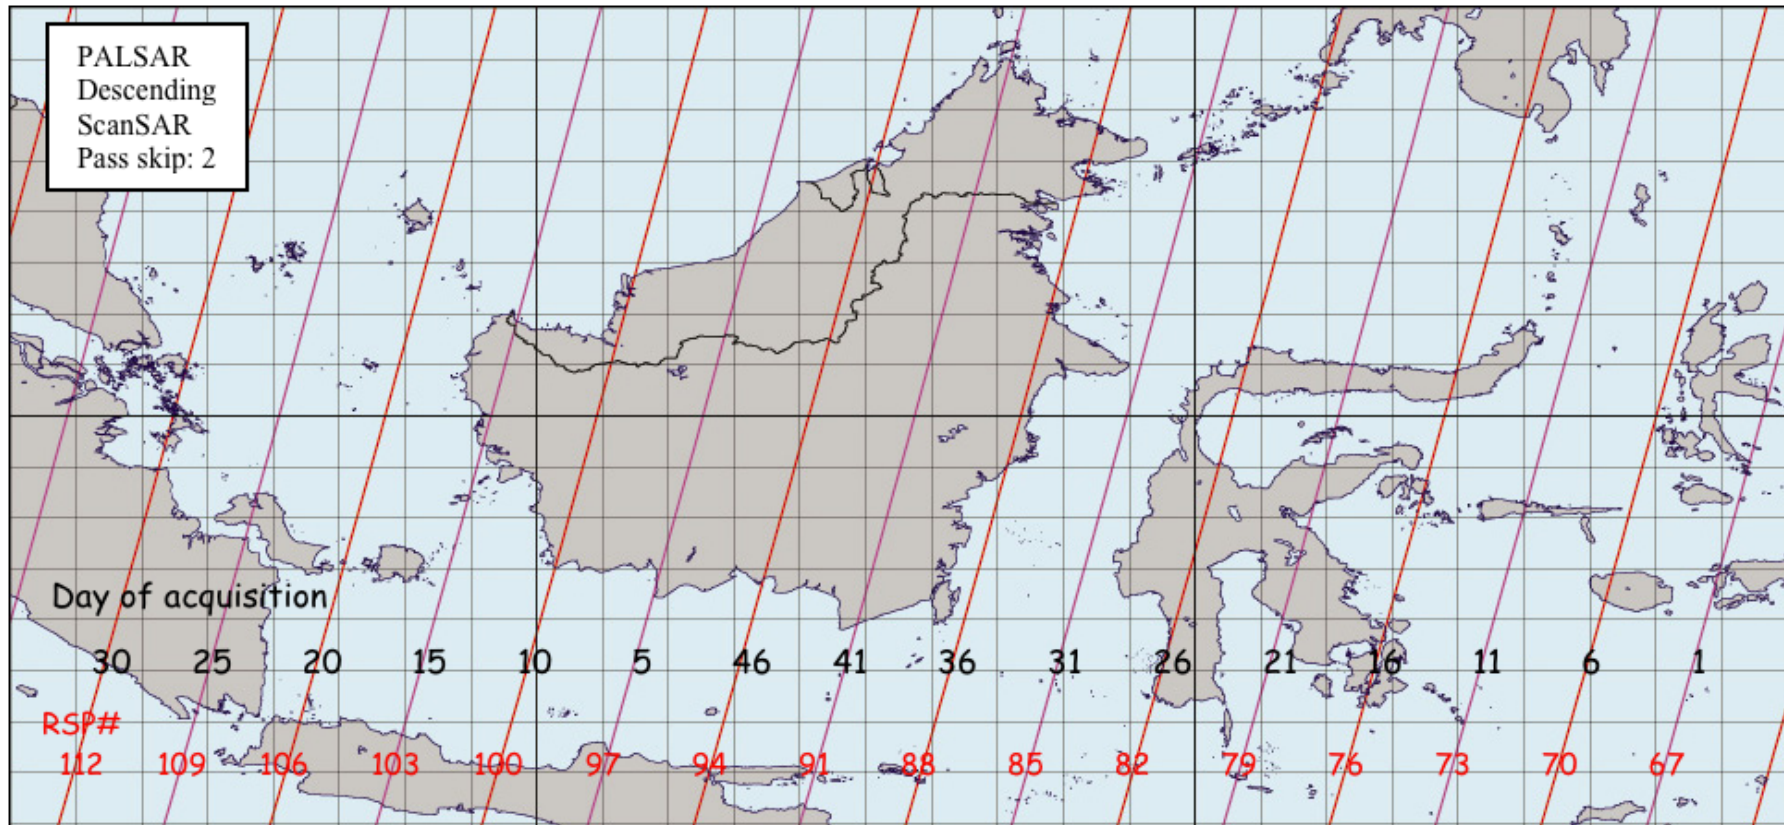 PALSAR
Descending
ScanSAR
Pass skip: 2
Day of acquisition
30 25 20 15 10 5 46 41 36 31 26 21 16 11 6 1
RSP#
112 109 106 103 100 97 94 91 88 85 82 79 76 73 70 67